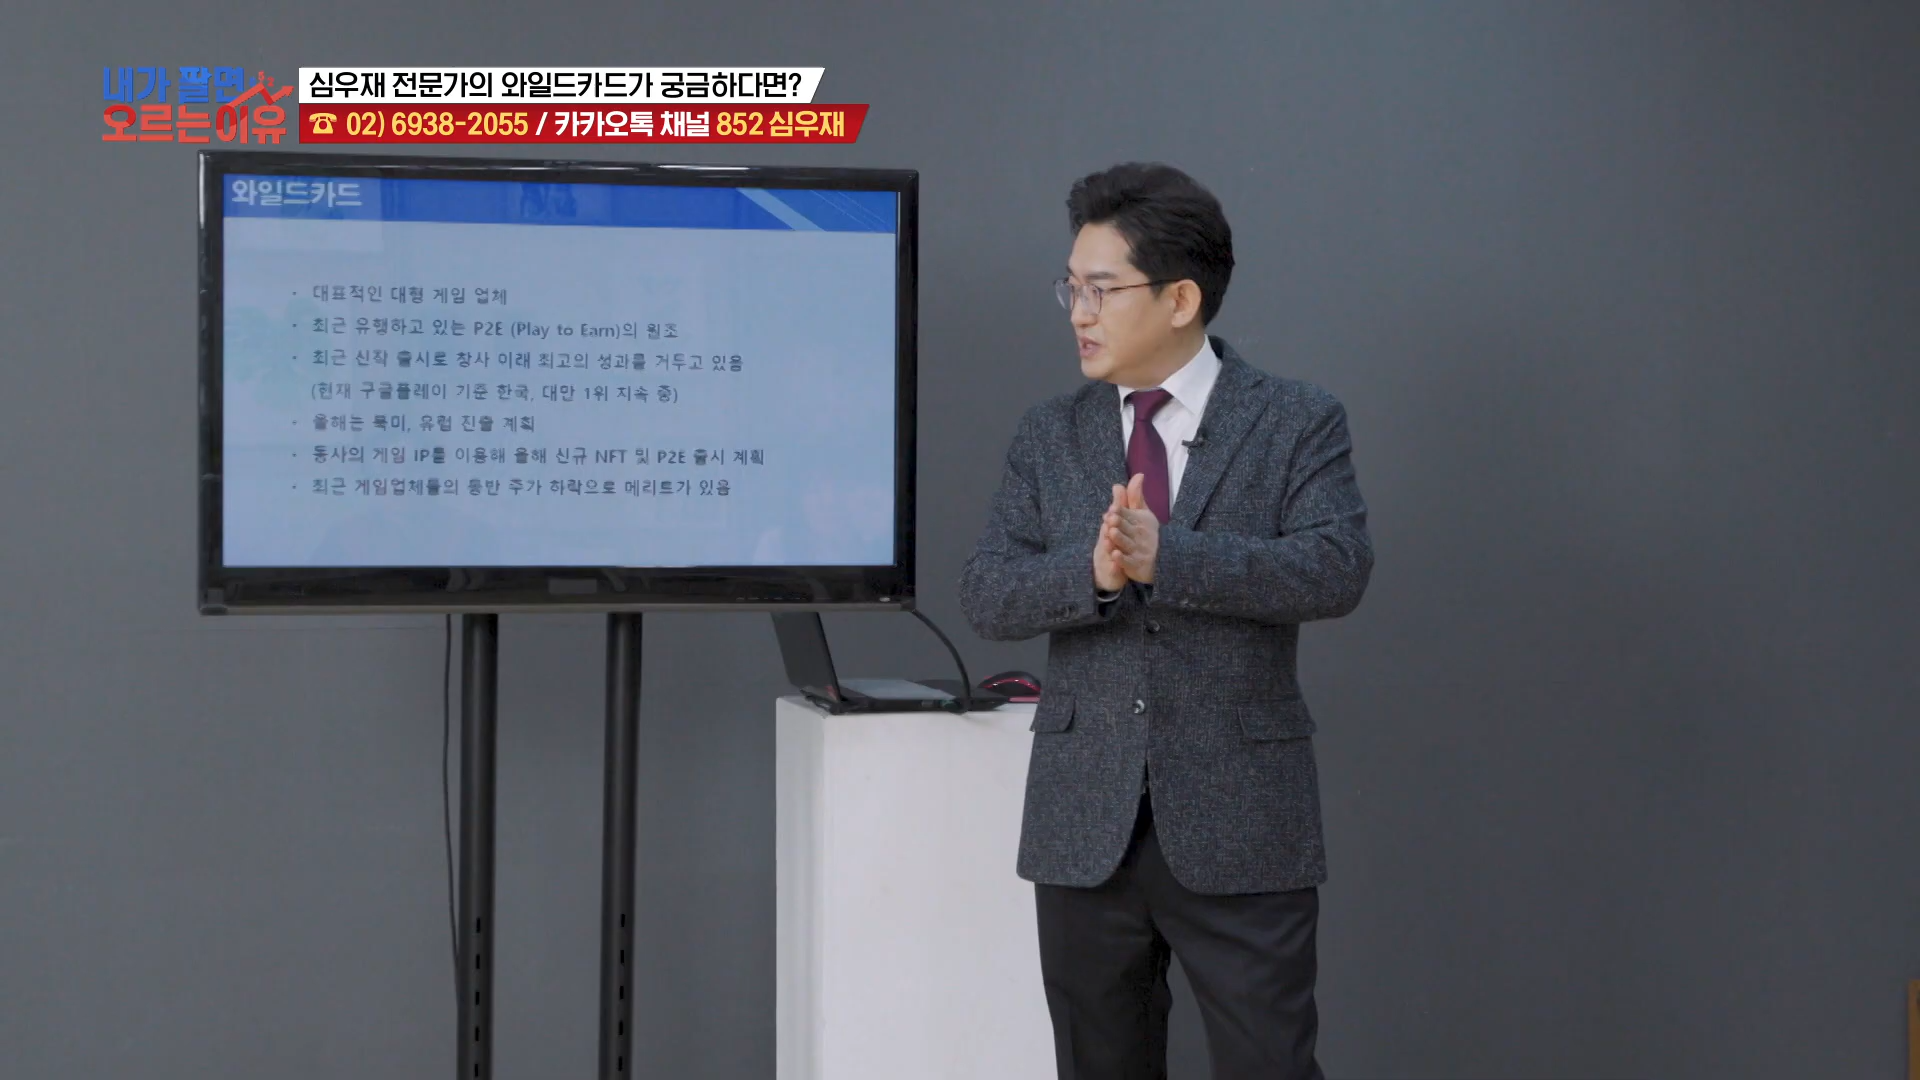 내가 팔면
오르는 이유
심우재 전문가의 와일드카드가 궁금하다면?
☎ 02) 6938-2055 / 카카오톡 채널 852 심우재
와일드카드
· 대표적인 대형 게임 업체
· 최근 유행하고 있는 P2E (Play to Earn)의 원조
· 최근 신작 출시로 창사 이래 최고의 성과를 거두고 있음
(현재 구글플레이 기준 한국, 대만 1위 지속 중)
· 올해는 북미, 유럽 진출 계획
· 동사의 게임 IP를 이용해 올해 신규 NFT 및 P2E 출시 계획
· 최근 게임업체들의 동반 주가 하락으로 메리트가 있음